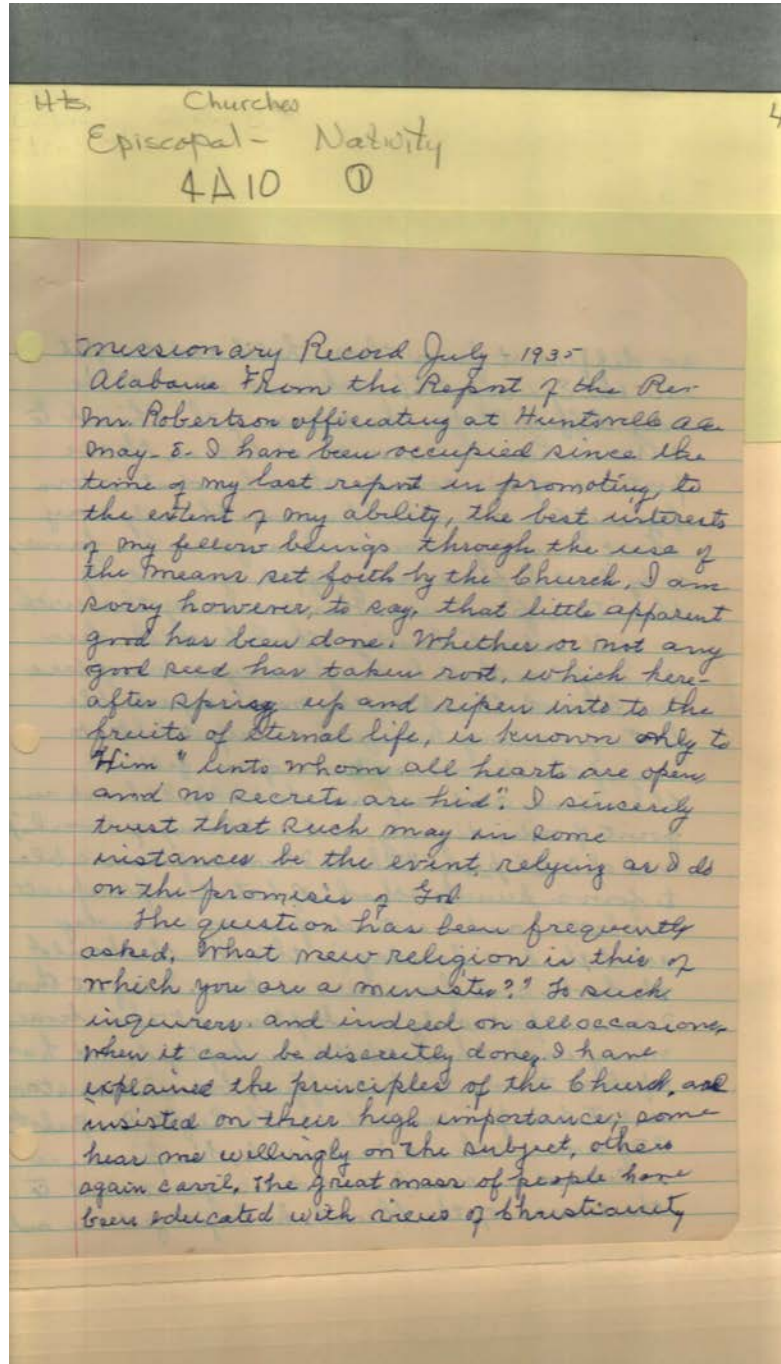 Hts. Churches 4
Episcopal - Nativity
4A10 ①
Missionary Record July - 1935
Alabama From the Report of the Rev
Mr. Robertson officiating at Huntsville Ala
May - 8 - I have been occupied since the
time of my last report in promoting, to
the extent of my ability, the best interests
of my fellow beings through the use of
the means set forth by the Church, I am
sorry however, to say, that little apparent
good has been done. Whether or not any
good seed has taken root, which here-
after spring up and ripen into to the
fruits of eternal life, is known only to
Him "unto whom all hearts are open
and no secrets are hid". I sincerely
trust that such may in some
instances be the event, relying as I do
on the promises of God
The question has been frequently
asked, What new religion is this of
which you are a minister?" To such
inquirers, and indeed on all occasions,
when it can be discreetly done, I have
explained the principles of the Church, and
insisted on their high importance; some
hear me willingly on the subject, others
again cavil, The great mass of people have
been educated with views of Christianity